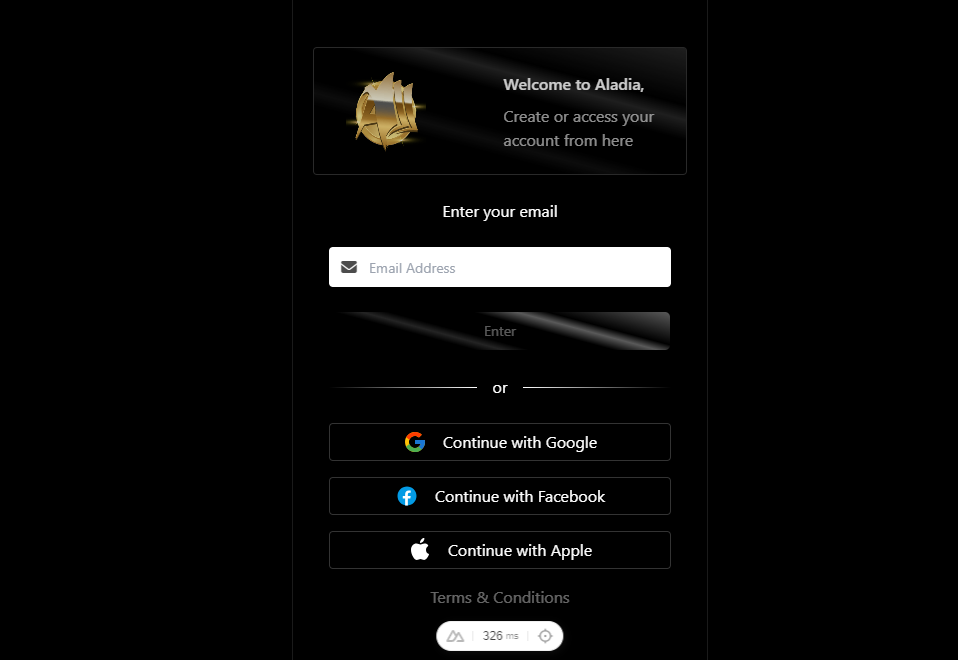 Welcome to Aladia,
Create or access your
account from here
Enter your email
Email Address
Enter
or
Continue with Google
Continue with Facebook
Continue with Apple
Terms & Conditions
326 ms